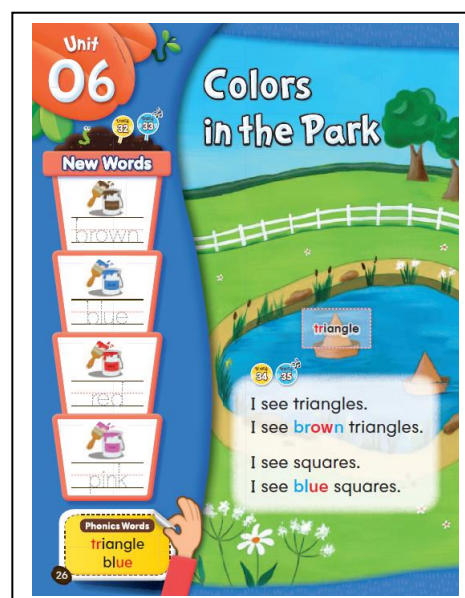 Unit
06
32
33
Colors
in the Park
New Words
brown
blue
red
pink
Phonics Words
triangle
blue
26
triangle
34
35
I see triangles.
I see brown triangles.
I see squares.
I see blue squares.